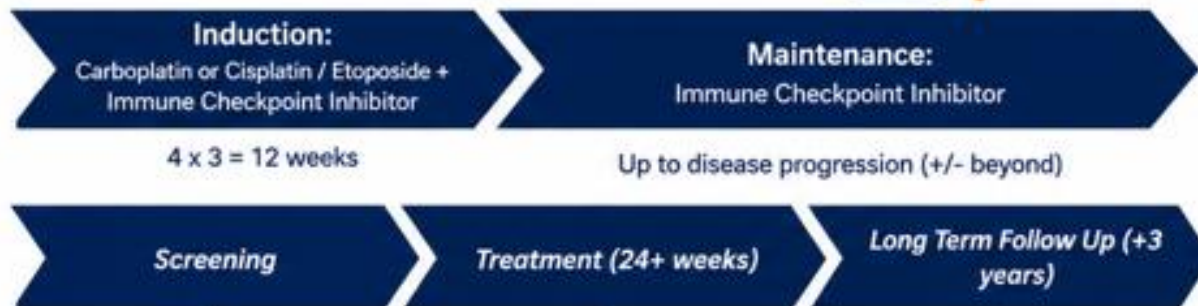 Induction:
Carboplatin or Cisplatin / Etoposide +
Immune Checkpoint Inhibitor
Maintenance:
Immune Checkpoint Inhibitor
4 x 3 = 12 weeks
Up to disease progression (+/- beyond)
Screening
Treatment (24+ weeks)
Long Term Follow Up (+3
years)